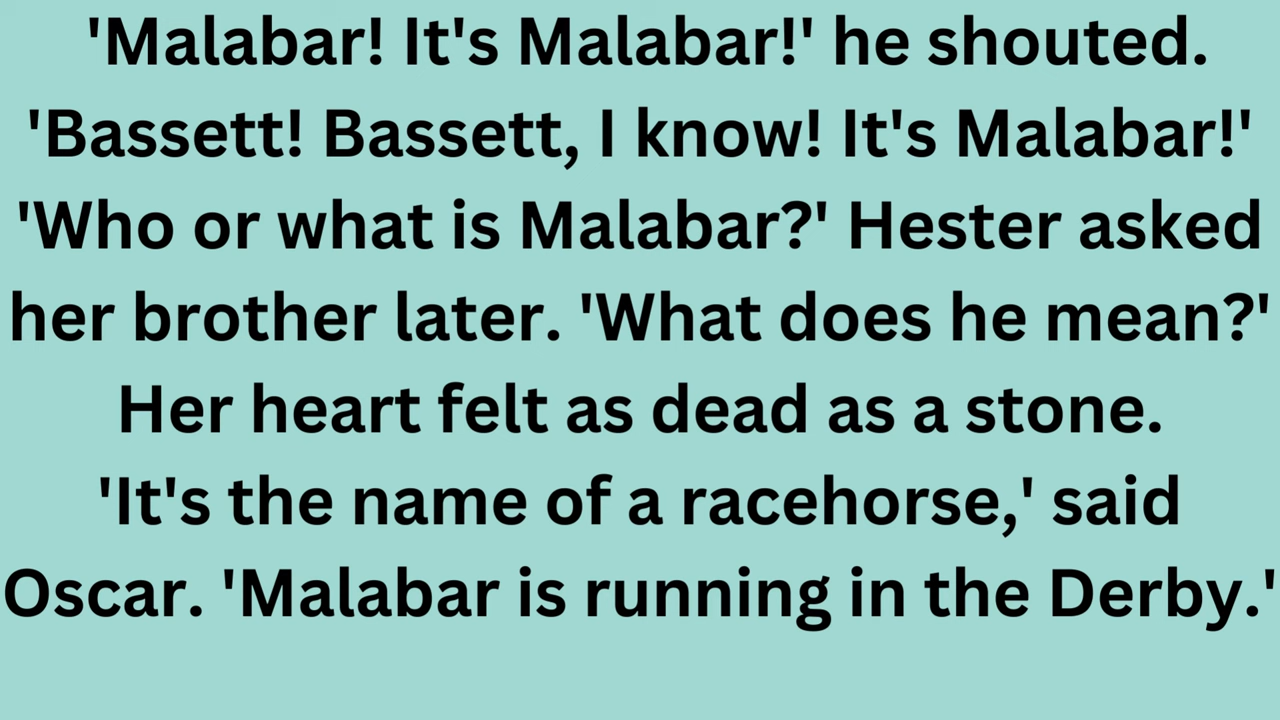 'Malabar! It's Malabar!' he shouted.
'Bassett! Bassett, I know! It's Malabar!'
'Who or what is Malabar?' Hester asked
her brother later. 'What does he mean?'
Her heart felt as dead as a stone.
'It's the name of a racehorse,' said
Oscar. 'Malabar is running in the Derby.'